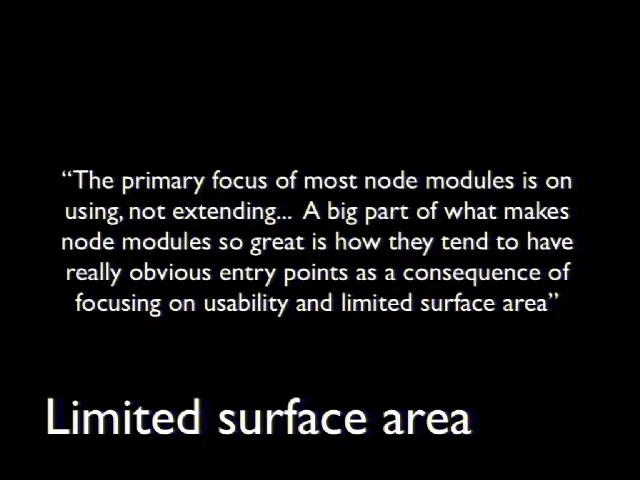 “The primary focus of most node modules is on
using, not extending... A big part of what makes
node modules so great is how they tend to have
really obvious entry points as a consequence of
focusing on usability and limited surface area”
Limited surface area